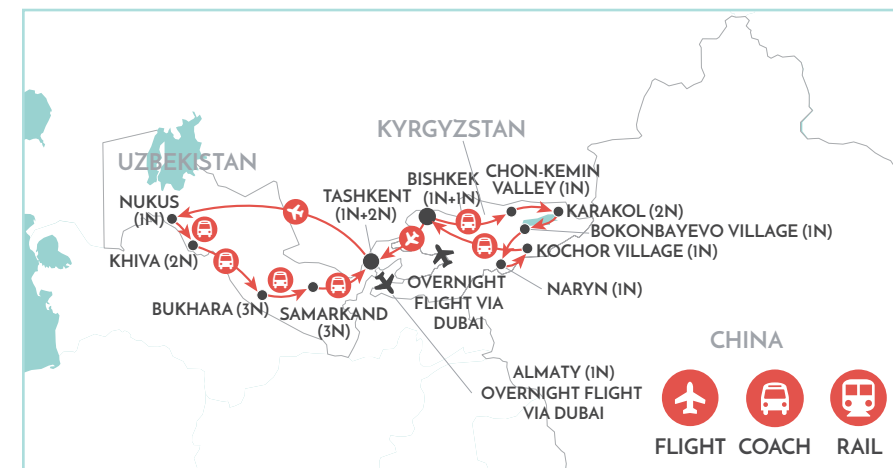 KYRGYZSTAN
UZBEKISTAN
NUKUS
(1N)
KHIVA (2N)
BUKHARA (3N)
SAMARKAND
(3N)
TASHKENT
(1N+2N)
BISHKEK
(1N+1N)
CHON-KEMIN
VALLEY (1N)
KARAKOL (2N)
BOKONBAYEVO VILLAGE (1N)
KOCHOR VILLAGE (1N)
NARYN (1N)
OVERNIGHT
FLIGHT VIA
DUBAI
ALMATY (1N)
OVERNIGHT FLIGHT
VIA DUBAI
CHINA
FLIGHT COACH RAIL